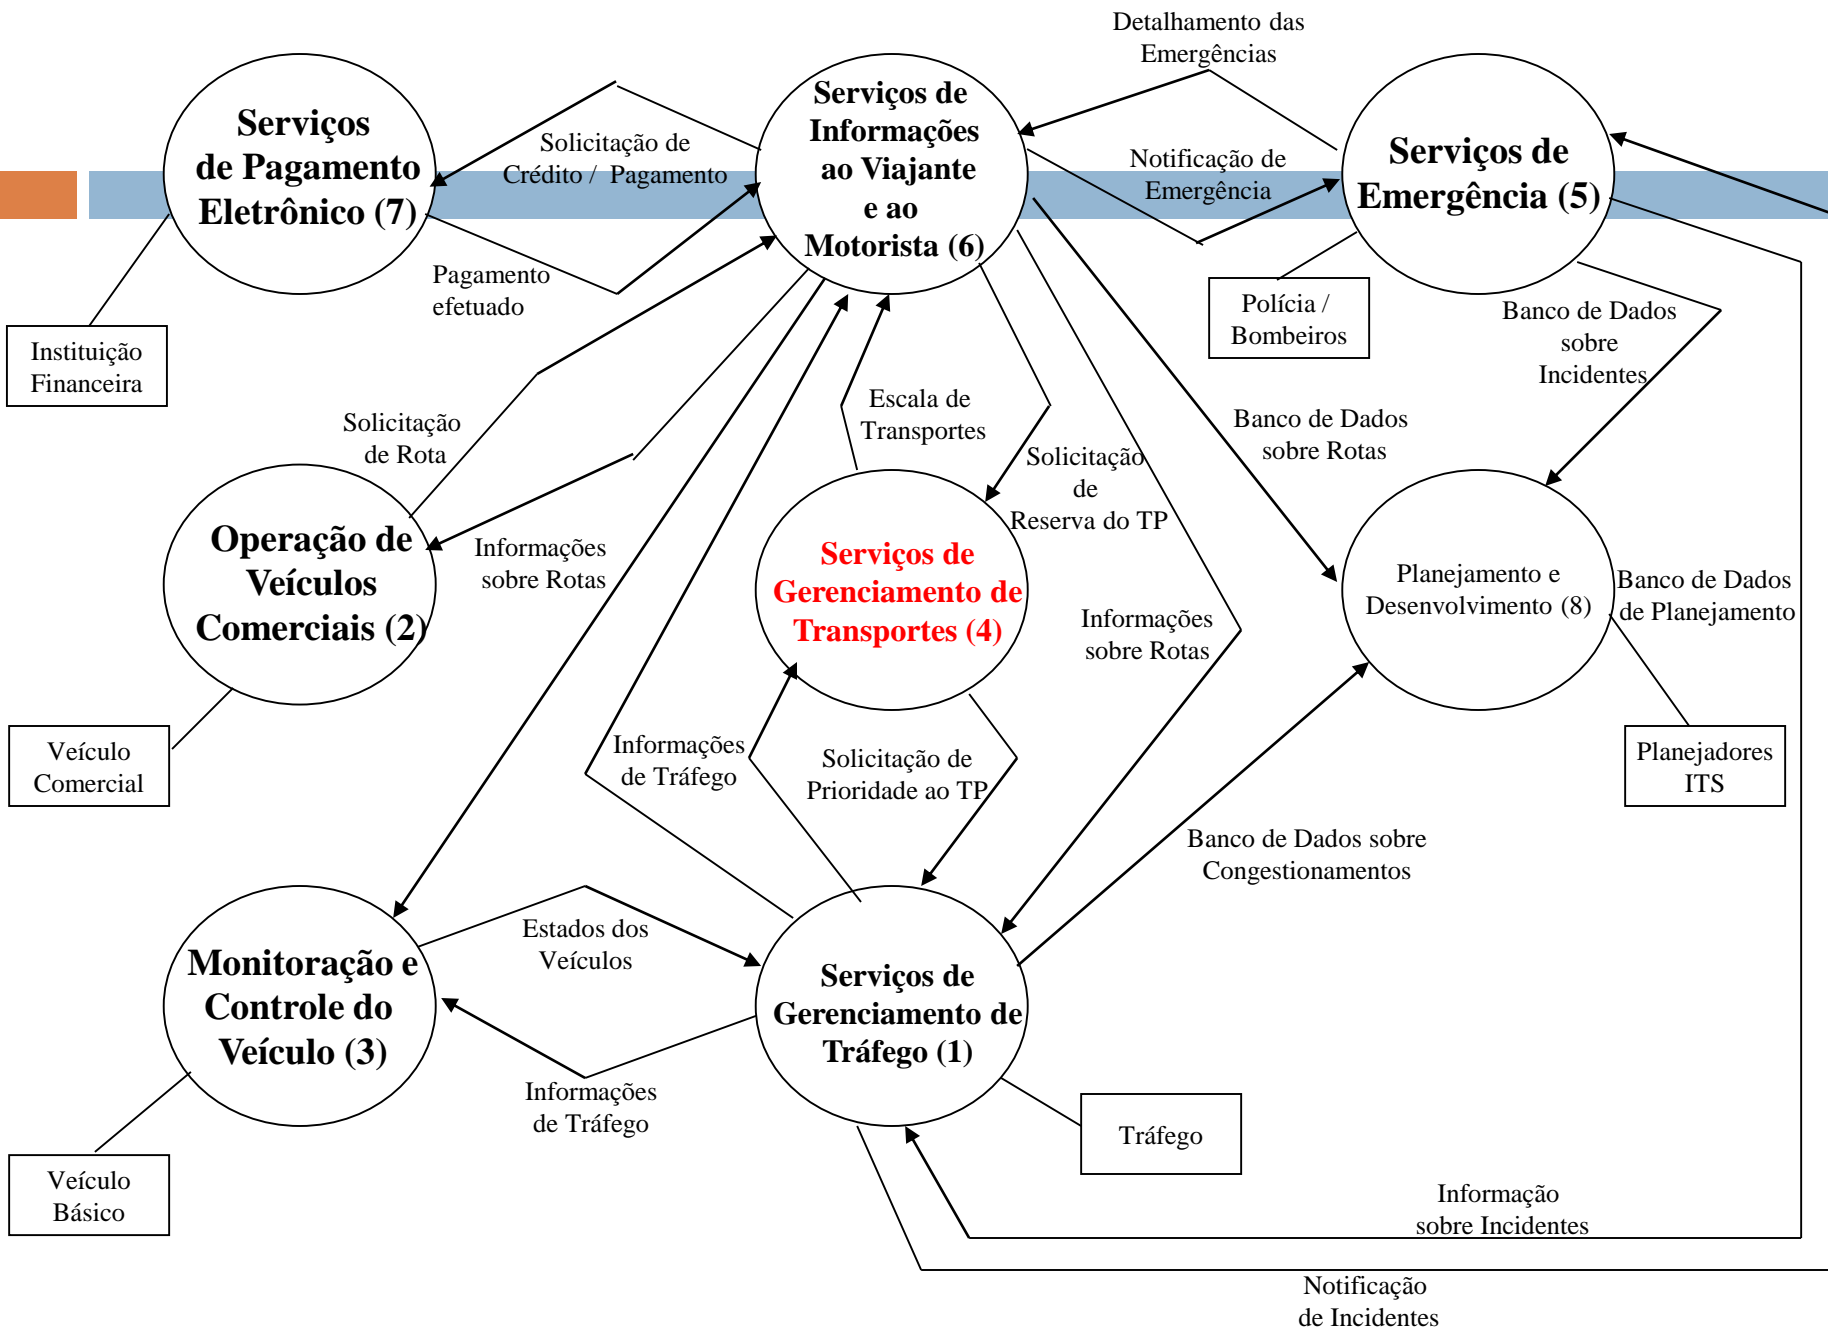 Detalhamento das
Emergências
Serviços
de Pagamento
Eletrônico (7)
Solicitação de
Crédito / Pagamento
Serviços de
Informações
ao Viajante
e ao
Motorista (6)
Notificação de
Emergência
Serviços de
Emergência (5)
Pagamento
efetuado
Instituição
Financeira
Polícia /
Bombeiros
Banco de Dados
sobre
Incidentes
Solicitação
de Rota
Escala de
Transportes
Banco de Dados
sobre Rotas
Solicitação
de
Reserva do TP
Operação de
Veículos
Comerciais (2)
Informações
sobre Rotas
Serviços de
Gerenciamento de
Transportes (4)
Informações
sobre Rotas
Planejamento e
Desenvolvimento (8)
Banco de Dados
de Planejamento
Veículo
Comercial
Informações
de Tráfego
Solicitação de
Prioridade ao TP
Planejadores
ITS
Banco de Dados sobre
Congestionamentos
Estados dos
Veículos
Monitoração e
Controle do
Veículo (3)
Serviços de
Gerenciamento de
Tráfego (1)
Informações
de Tráfego
Tráfego
Veículo
Básico
Informação
sobre Incidentes
Notificação
de Incidentes